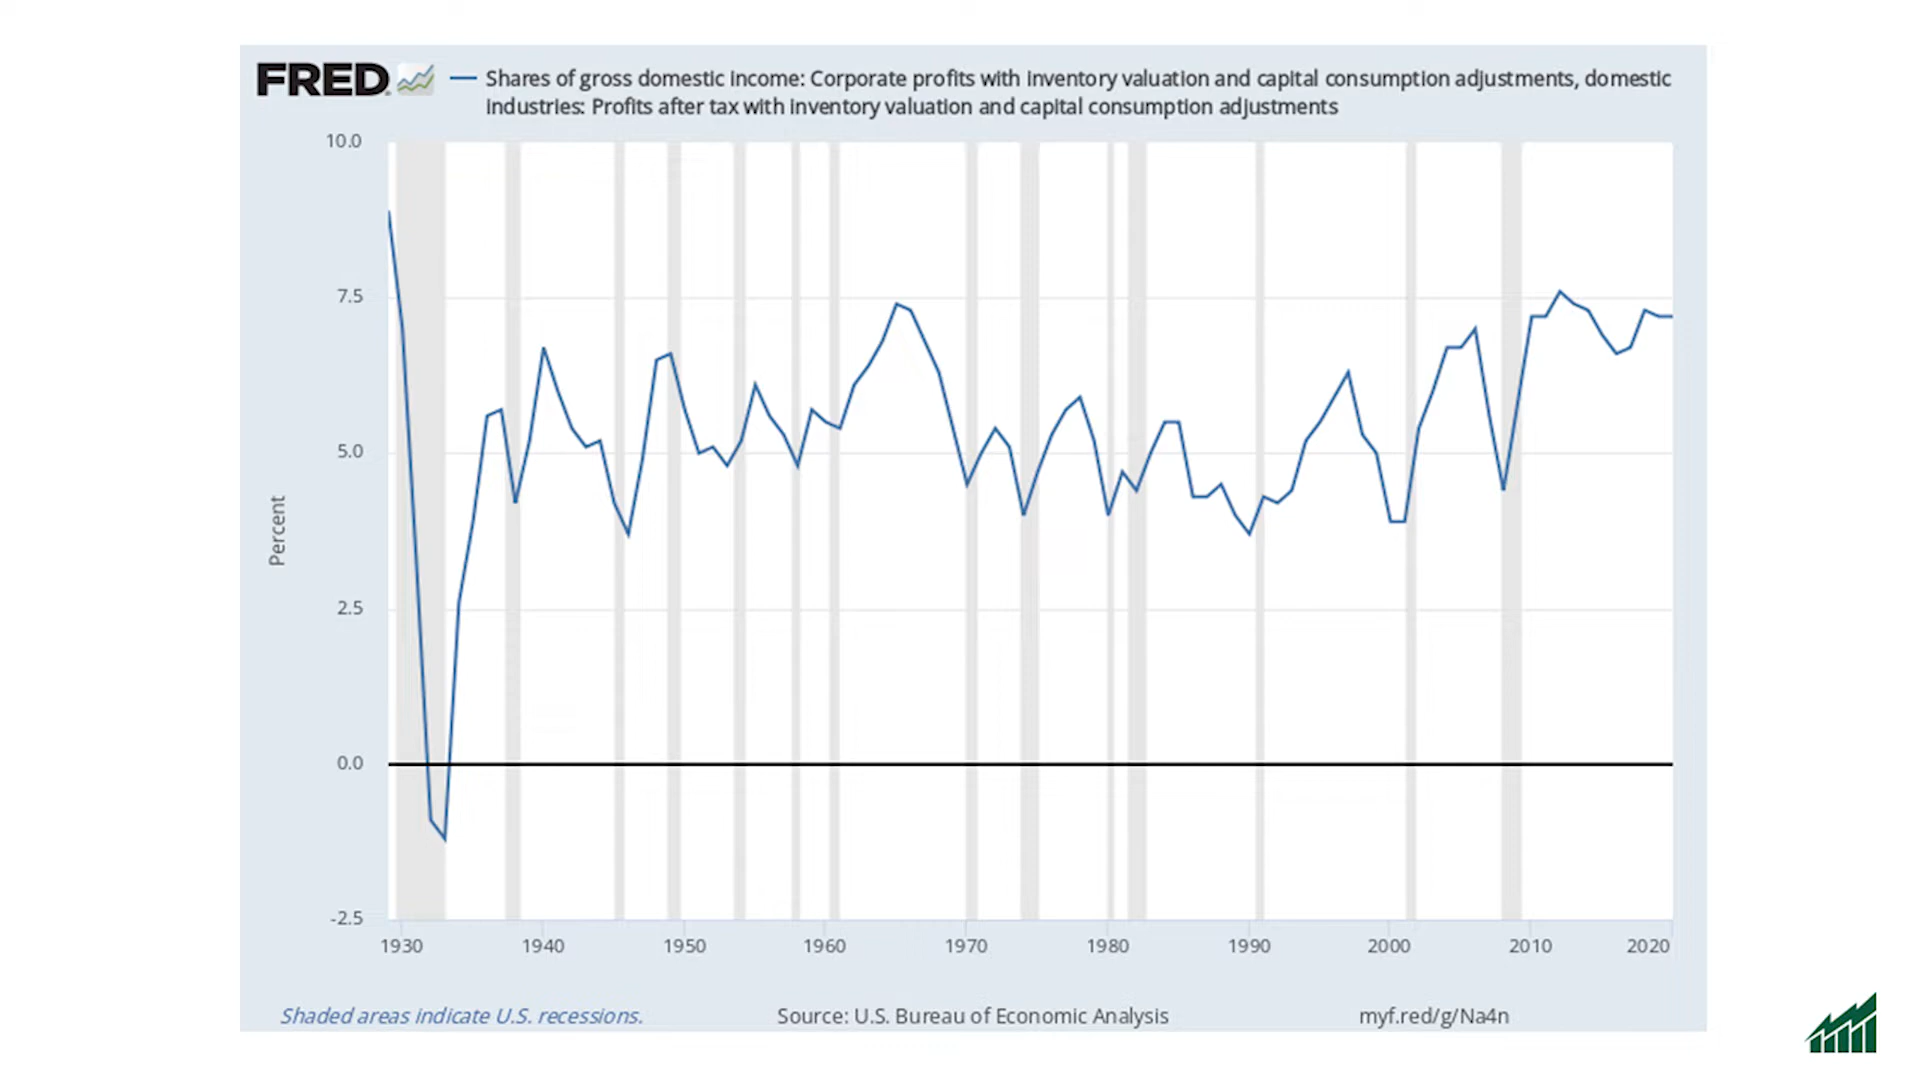 FRED
Shares of gross domestic income: Corporate profits with inventory valuation and capital consumption adjustments, domestic
industries: Profits after tax with inventory valuation and capital consumption adjustments
10.0
7.5
5.0
2.5
0.0
-2.5
Percent
1930 1940 1950 1960 1970 1980 1990 2000 2010 2020
Shaded areas indicate U.S. recessions. Source: U.S. Bureau of Economic Analysis myf.red/g/Na4n